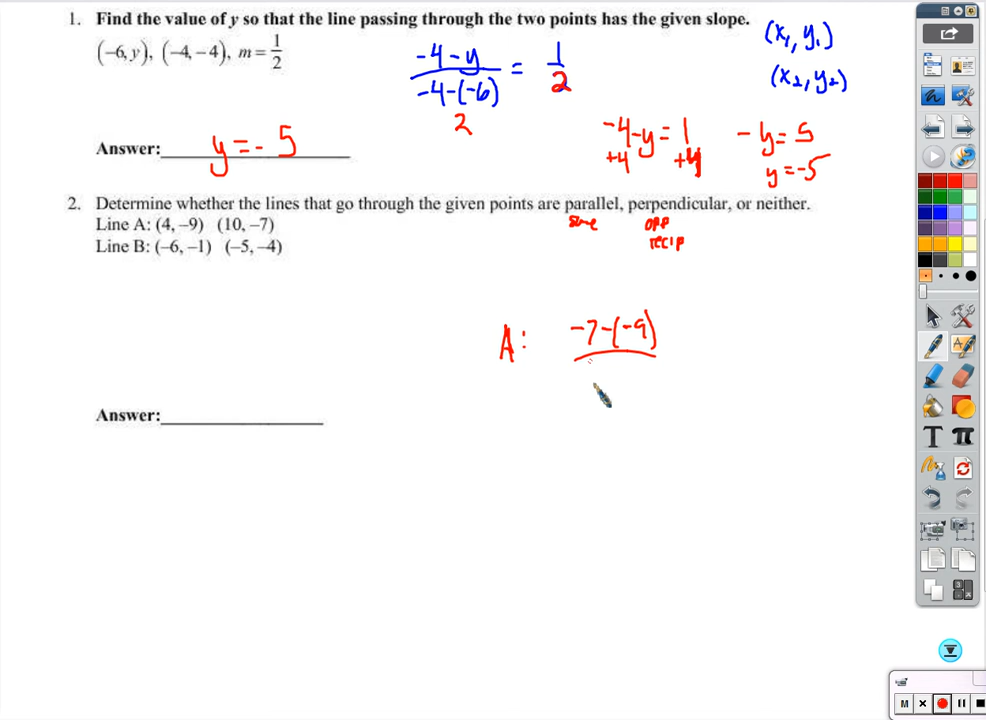 1. Find the value of y so that the line passing through the two points has the given slope.
(−6, y), (−4, −4), m = 1/2
-4-y / -4-(-6) = 1/2
2
(x₁, y₁)
(x₂, y₂)
-4-y=1
+4 +4
-y=5
y=-5
Answer: y=-5
2. Determine whether the lines that go through the given points are parallel, perpendicular, or neither.
same opp
recip
Line A: (4, −9) (10, −7)
Line B: (−6, −1) (−5, −4)
A: -7-(-9)
Answer:
T π
M